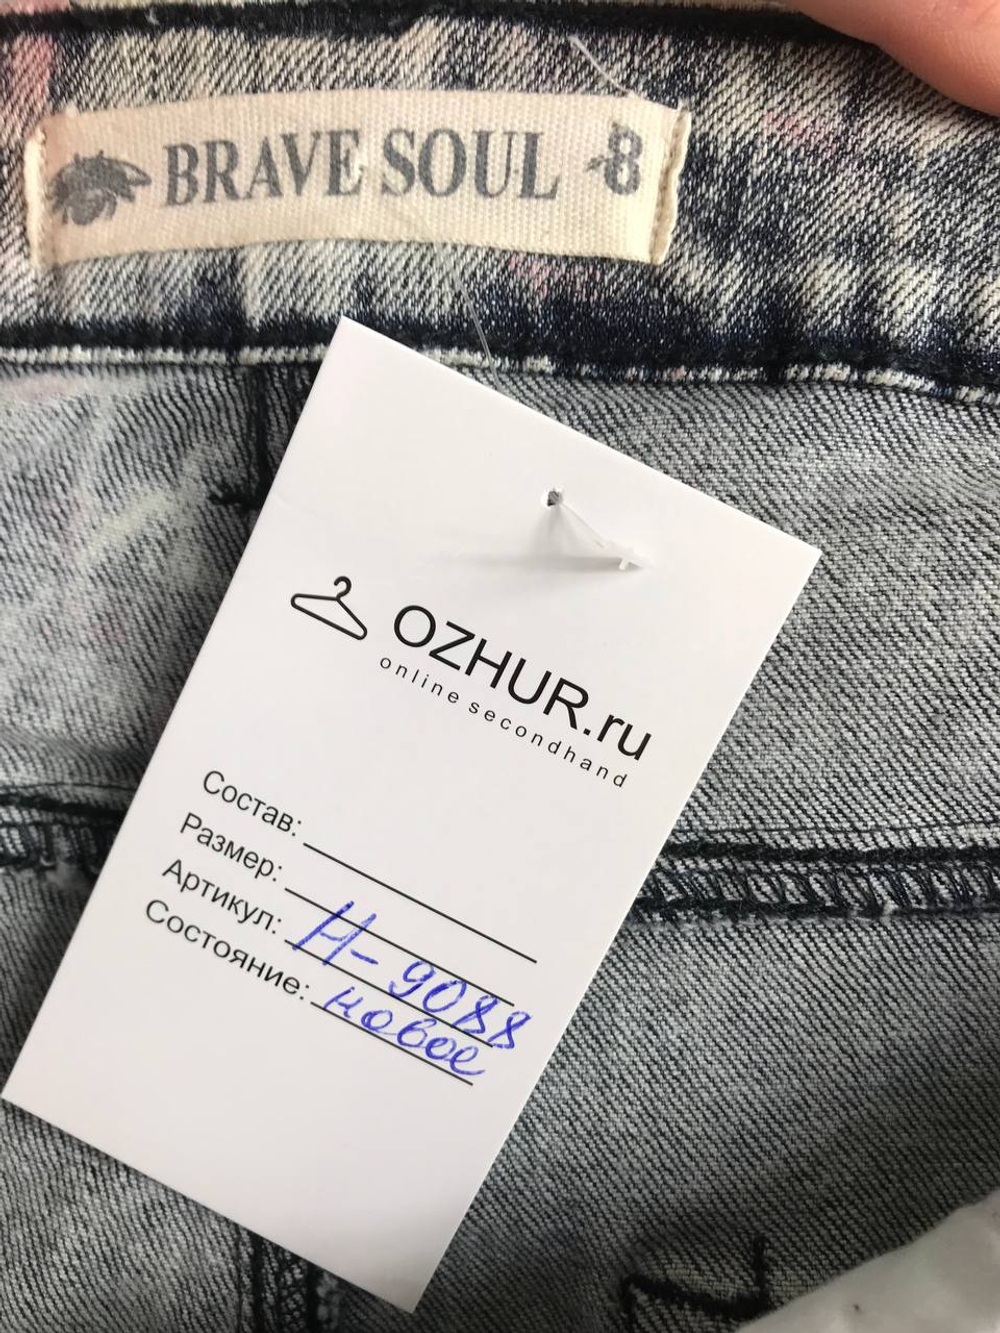 BRAVE SOUL 8
OZHUR.ru
online secondhand
Состав:
Размер:
Артикул: Н-9088
Состояние: новое